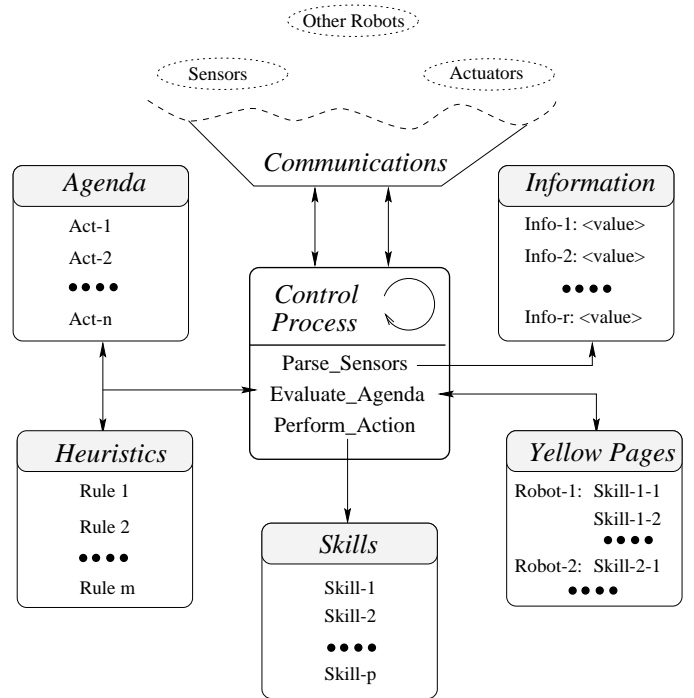 Other Robots
Sensors
Actuators
Communications
Agenda
Act-1
Act-2
Act-n
Information
Info-1: <value>
Info-2: <value>
Info-r: <value>
Control
Process
Parse_Sensors
Evaluate_Agenda
Perform_Action
Heuristics
Rule 1
Rule 2
Rule m
Yellow Pages
Robot-1: Skill-1-1
Skill-1-2
Robot-2: Skill-2-1
Skills
Skill-1
Skill-2
Skill-p